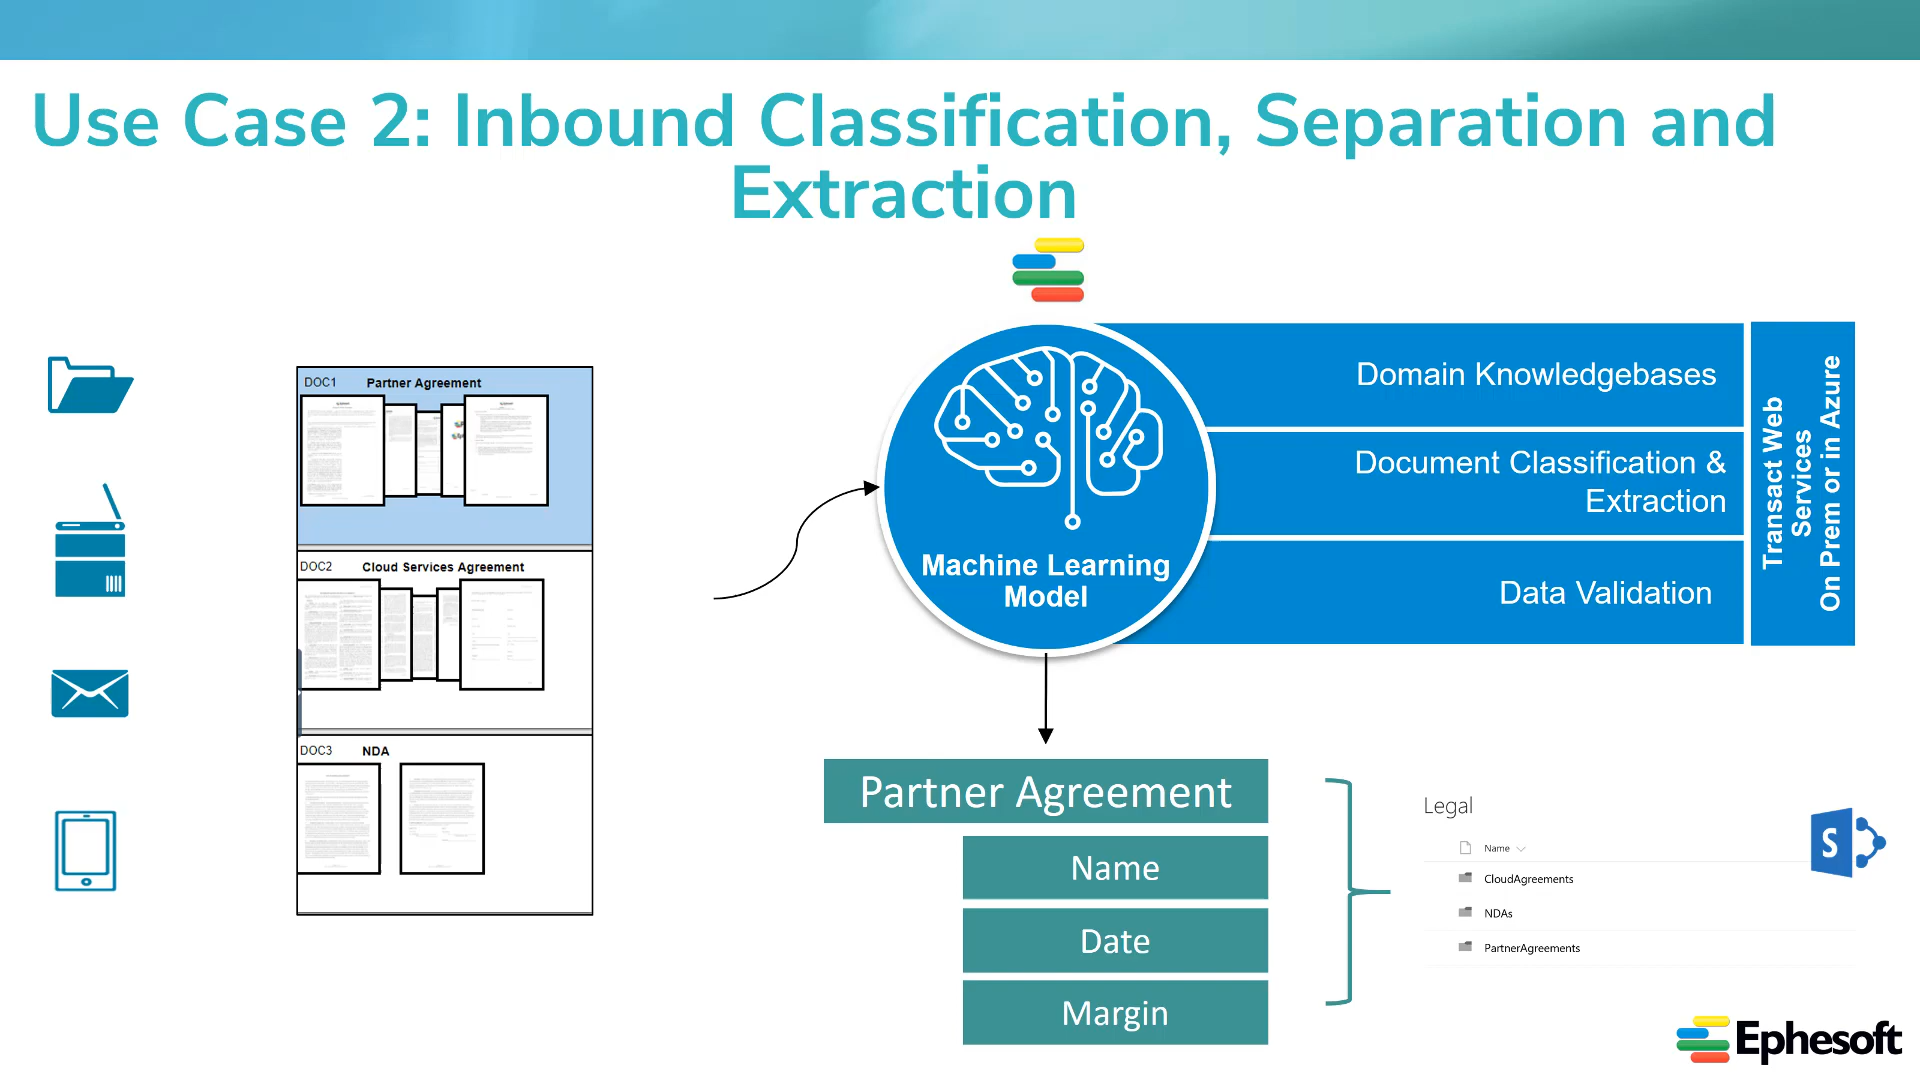 Use Case 2: Inbound Classification, Separation and
Extraction
DOC1 Partner Agreement
DOC2 Cloud Services Agreement
DOC3 NDA
Machine Learning
Model
Domain Knowledgebases
Document Classification &
Extraction
Data Validation
Transact Web
Services
On Prem or in Azure
Partner Agreement
Name
Date
Margin
Legal
Name
CloudAgreements
NDAs
PartnerAgreements
S
Ephesoft